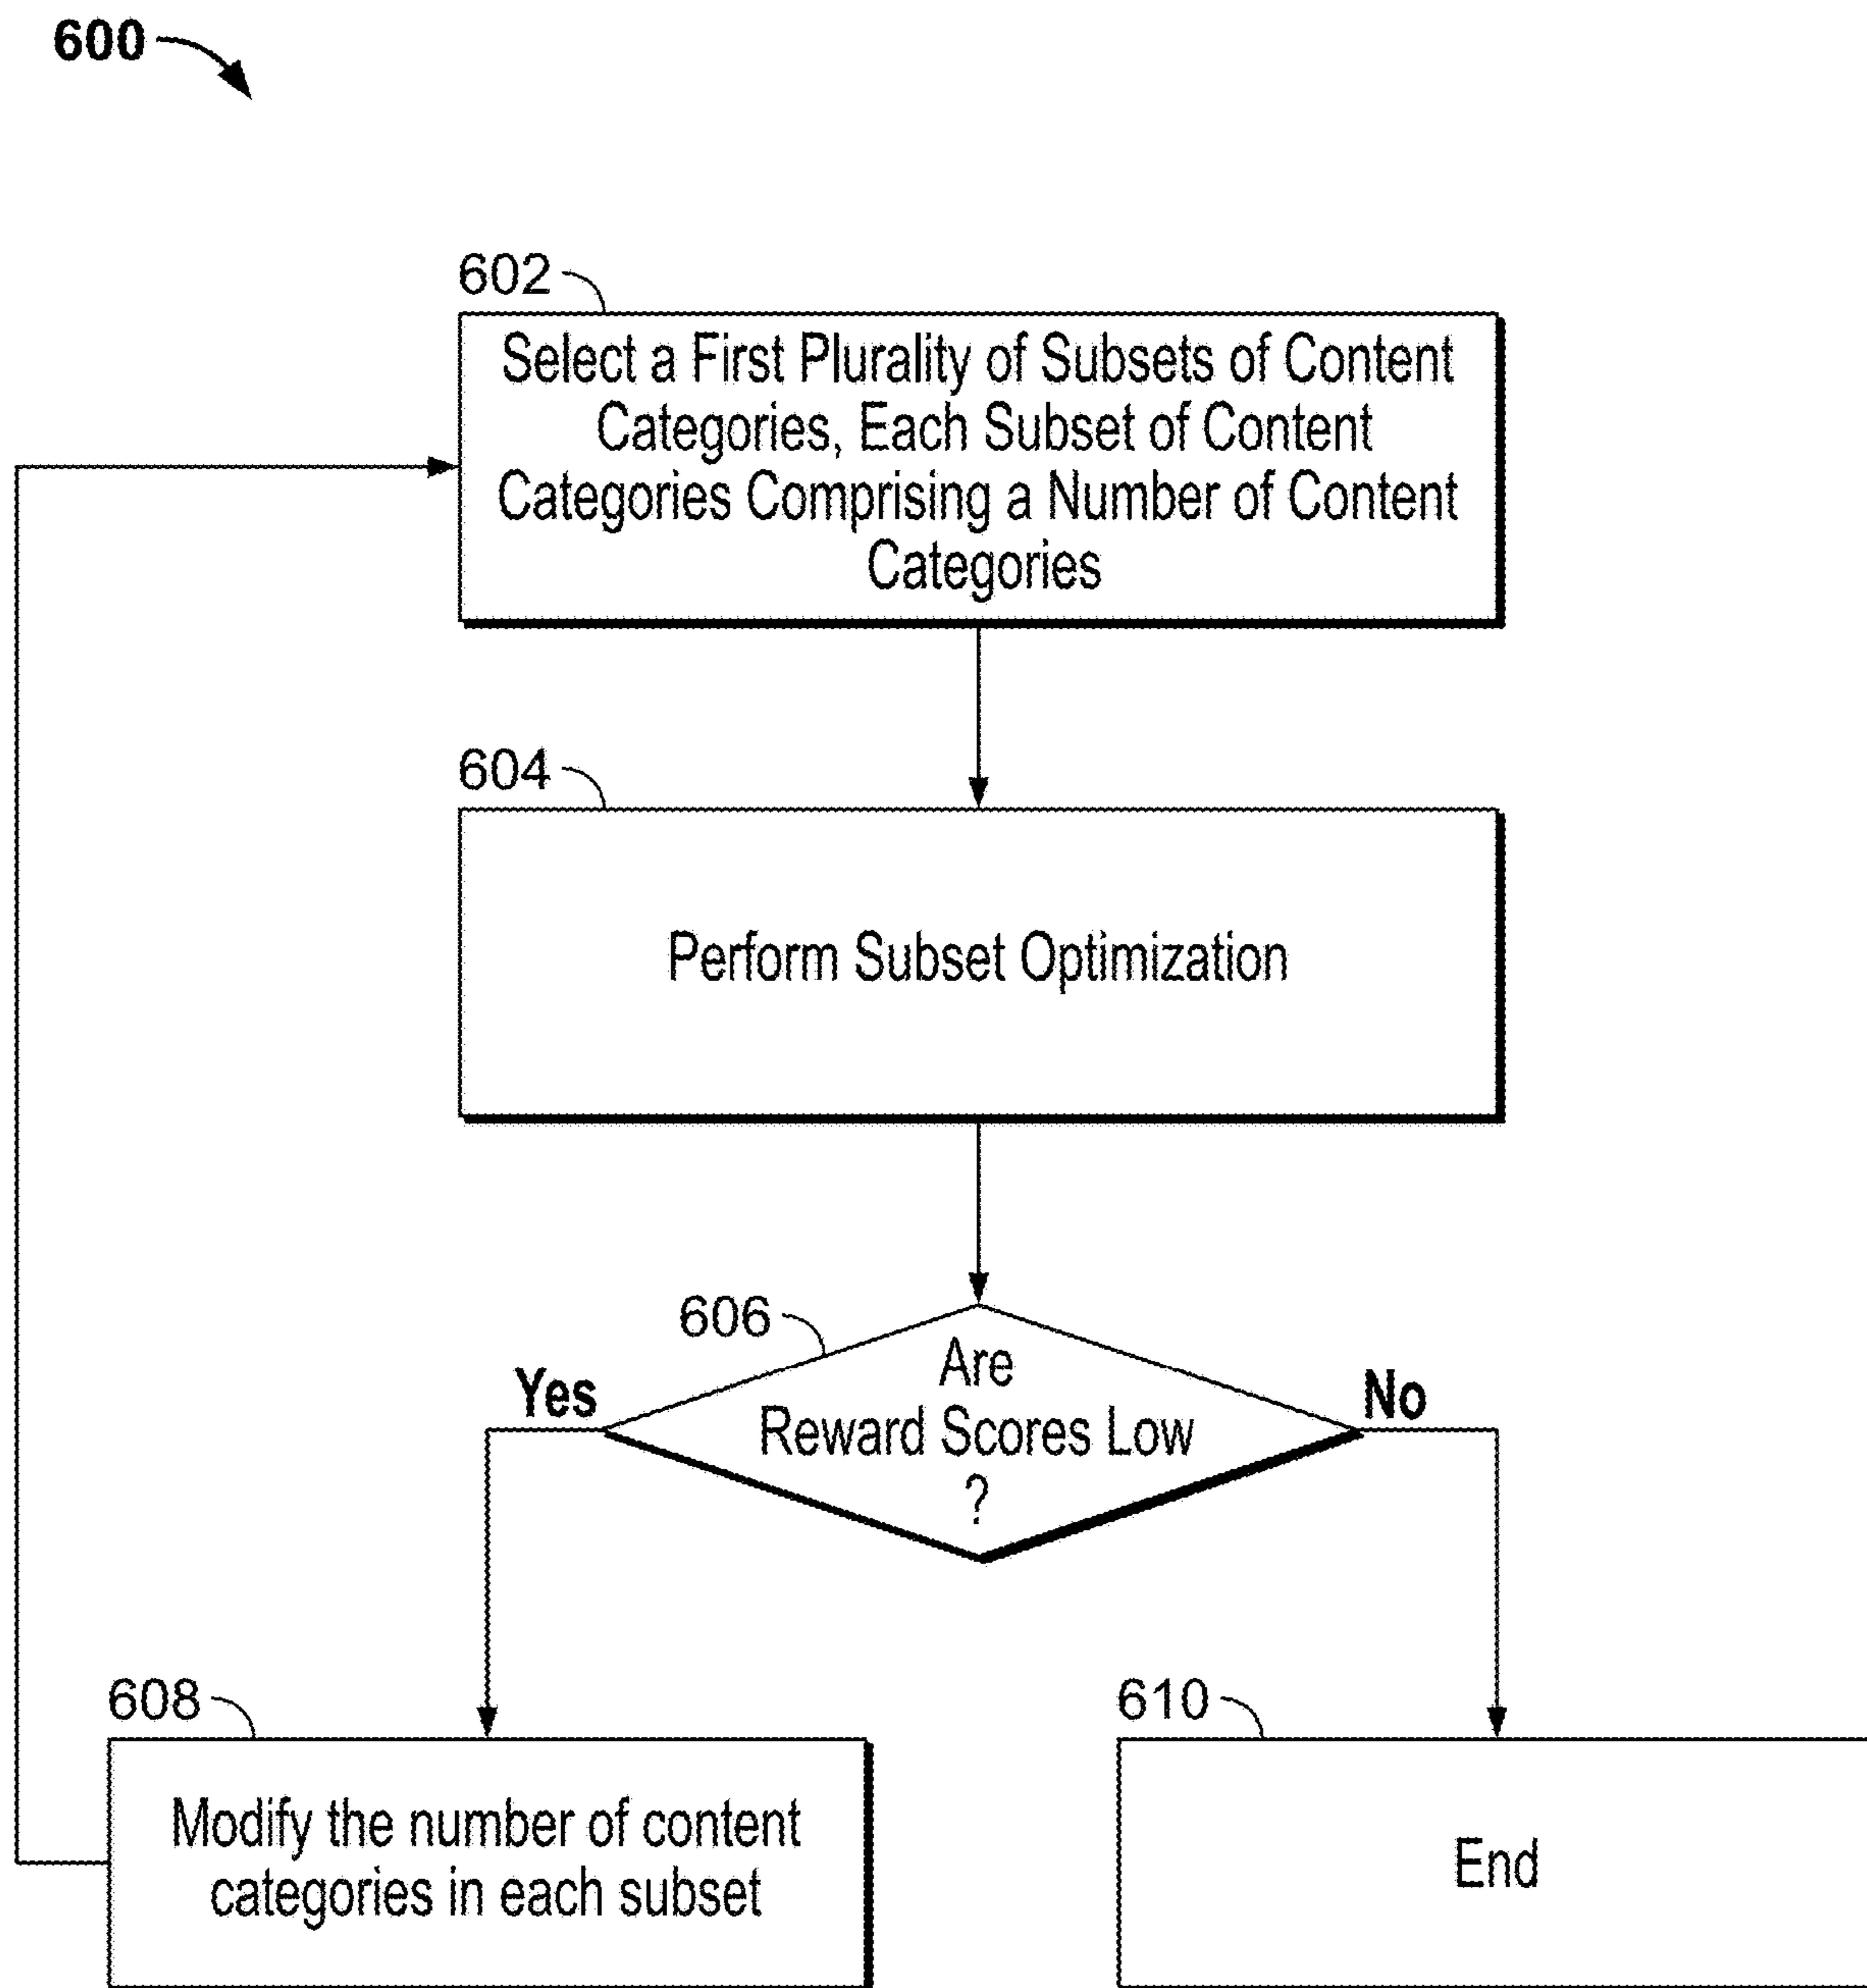 600
602
Select a First Plurality of Subsets of Content
Categories, Each Subset of Content
Categories Comprising a Number of Content
Categories
604
Perform Subset Optimization
606
Are
Reward Scores Low
?
Yes
No
608
Modify the number of content
categories in each subset
610
End